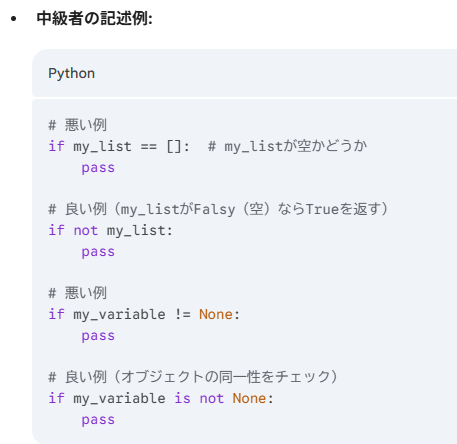 中級者の記述例:
Python
# 悪い例
if my_list == []:  # my_listが空かどうか
    pass
# 良い例（my_listがFalsy（空）ならTrueを返す）
if not my_list:
    pass
# 悪い例
if my_variable != None:
    pass
# 良い例（オブジェクトの同一性をチェック）
if my_variable is not None:
    pass